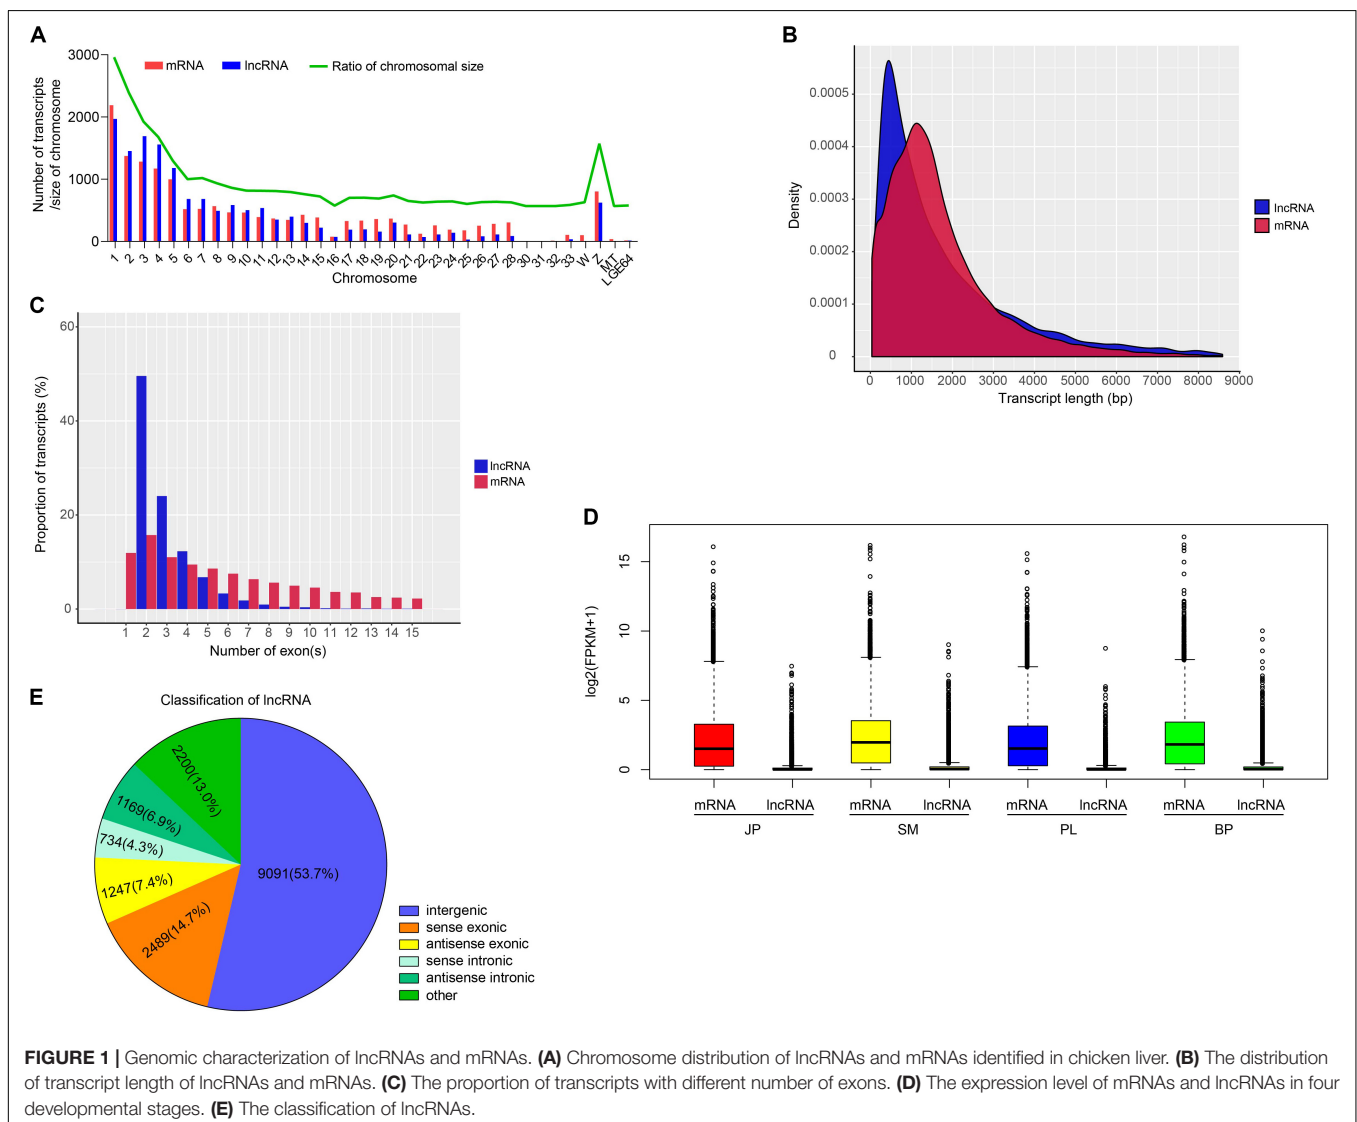 A
mRNA
lncRNA
Ratio of chromosomal size
Number of transcripts
/size of chromosome
3000
2000
1000
0
1 2 3 4 5 6 7 8 9 10 11 12 13 14 15 16 17 18 19 20 21 22 23 24 25 26 27 28 30 31 32 33 W Z MT LGE64
Chromosome
B
Density
0.0005
0.0004
0.0003
0.0002
0.0001
0
0 1000 2000 3000 4000 5000 6000 7000 8000 9000
Transcript length (bp)
lncRNA
mRNA
C
Proportion of transcripts (%)
60
40
20
0
1 2 3 4 5 6 7 8 9 10 11 12 13 14 15
Number of exon(s)
lncRNA
mRNA
D
log2(FPKM+1)
15
10
5
0
mRNA lncRNA mRNA lncRNA mRNA lncRNA mRNA lncRNA
JP SM PL BP
E
Classification of lncRNA
2200(13.0%)
1169(6.9%)
734(4.3%)
1247(7.4%)
2489(14.7%)
9091(53.7%)
intergenic
sense exonic
antisense exonic
sense intronic
antisense intronic
other
FIGURE 1 | Genomic characterization of lncRNAs and mRNAs. (A) Chromosome distribution of lncRNAs and mRNAs identified in chicken liver. (B) The distribution
of transcript length of lncRNAs and mRNAs. (C) The proportion of transcripts with different number of exons. (D) The expression level of mRNAs and lncRNAs in four
developmental stages. (E) The classification of lncRNAs.